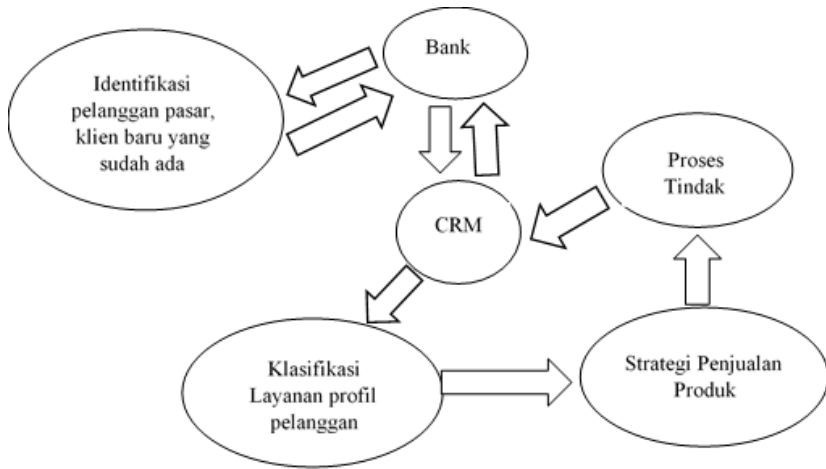 Bank
Identifikasi
pelanggan pasar,
klien baru yang
sudah ada
Proses
Tindak
CRM
Klasifikasi
Layanan profil
pelanggan
Strategi Penjualan
Produk